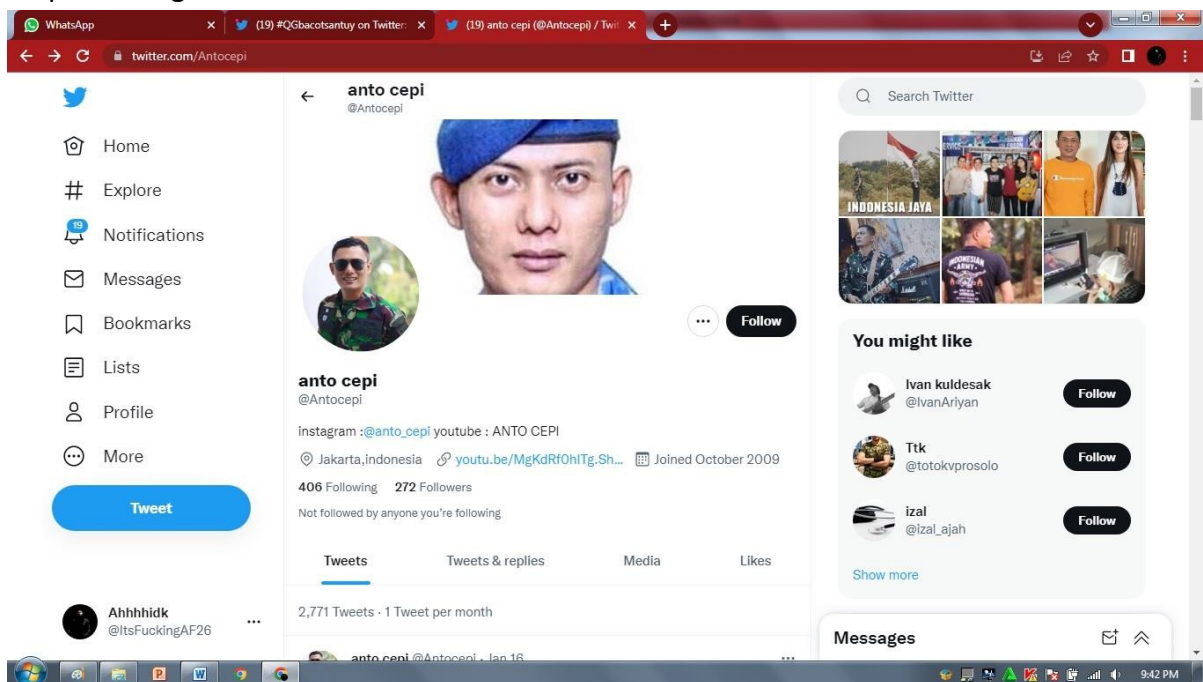 WhatsApp
(19) #QGbacotsantuy on Twitter:
(19) anto cepi (@Antocepi) / Twit
twitter.com/Antocepi
anto cepi
@Antocepi
Search Twitter
Home
Explore
19
Notifications
Messages
Bookmarks
Lists
Profile
More
Tweet
INDONESIA JAYA
INDONESIAN
ARMY
Follow
anto cepi
@Antocepi
instagram :@anto_cepi youtube : ANTO CEPI
Jakarta,indonesia youtu.be/MgKdRf0hITg.Sh... Joined October 2009
406 Following 272 Followers
Not followed by anyone you're following
Tweets Tweets & replies Media Likes
2,771 Tweets · 1 Tweet per month
anto cepi @Antocepi · Jan 16
You might like
Ivan kuldesak
@IvanAriyan
Follow
Ttk
@totokvprosolo
Follow
izal
@izal_ajah
Follow
Show more
Ahhhhidk
@ItsFuckingAF26
Messages
9:42 PM